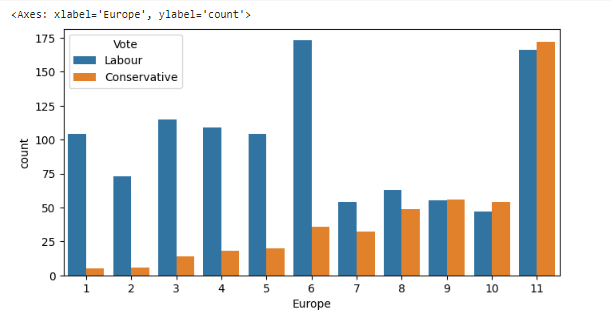 <Axes: xlabel='Europe', ylabel='count'>
175
150
125
100
75
50
25
0
count
Vote
Labour
Conservative
1 2 3 4 5 6 7 8 9 10 11
Europe